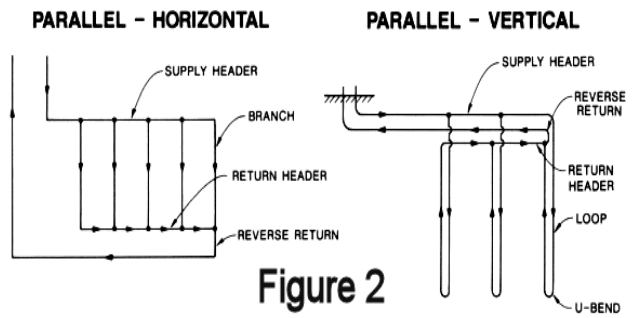 PARALLEL - HORIZONTAL
SUPPLY HEADER
BRANCH
RETURN HEADER
REVERSE RETURN
PARALLEL - VERTICAL
SUPPLY HEADER
REVERSE
RETURN
RETURN
HEADER
LOOP
U-BEND
Figure 2